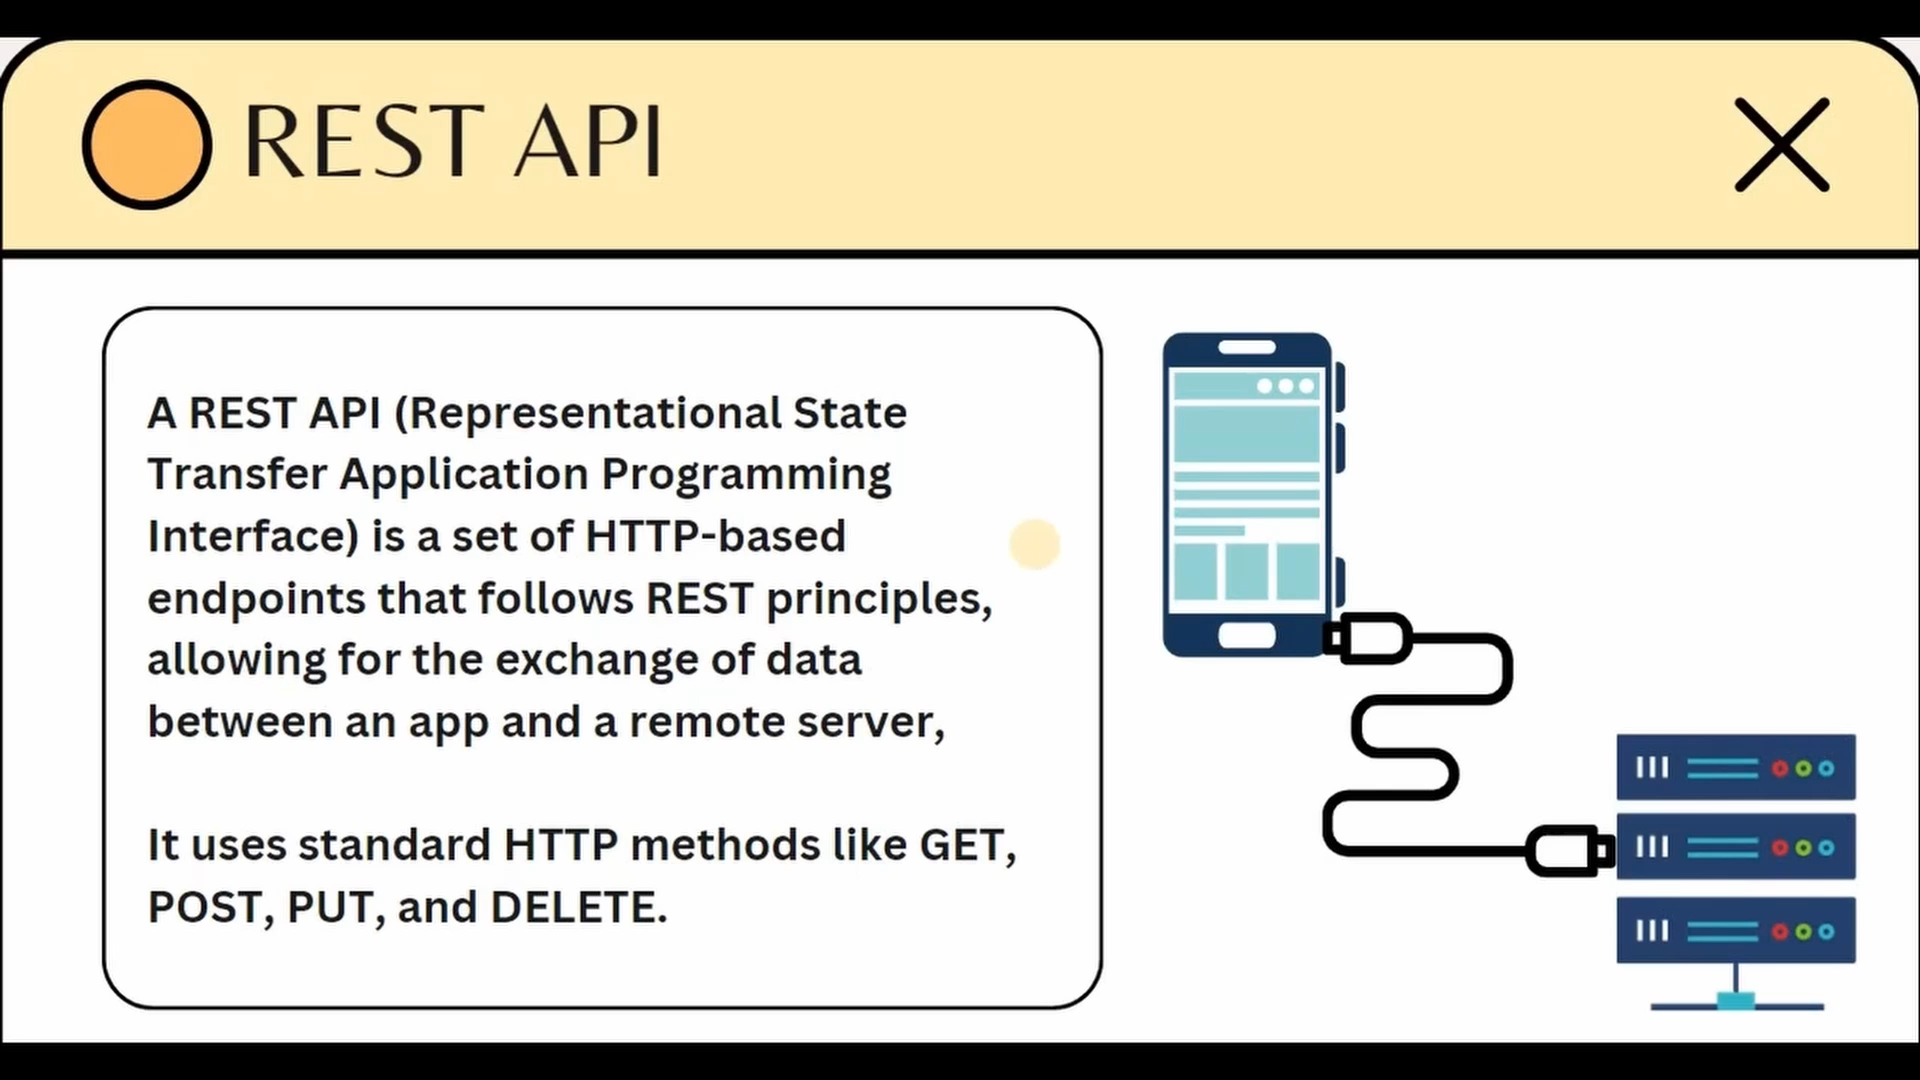 REST API
A REST API (Representational State
Transfer Application Programming
Interface) is a set of HTTP-based
endpoints that follows REST principles,
allowing for the exchange of data
between an app and a remote server,
It uses standard HTTP methods like GET,
POST, PUT, and DELETE.